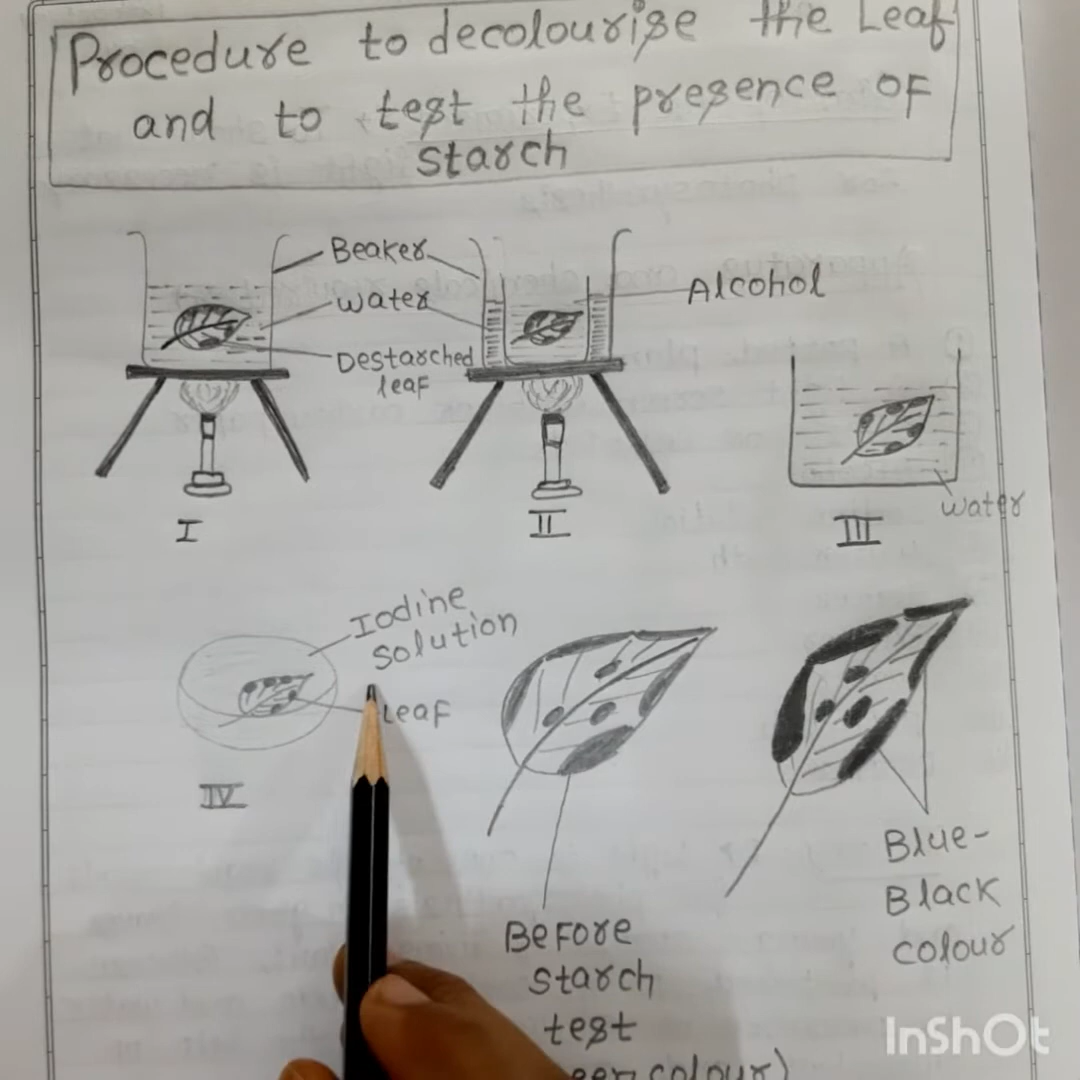 Procedure to decolourise the Leaf
and to test the presence of
starch
Beaker
water
Destarched
leaf
Alcohol
water
I
II
III
Iodine
solution
Leaf
IV
Before
starch
test
colour)
Blue-
Black
colour
InShOt